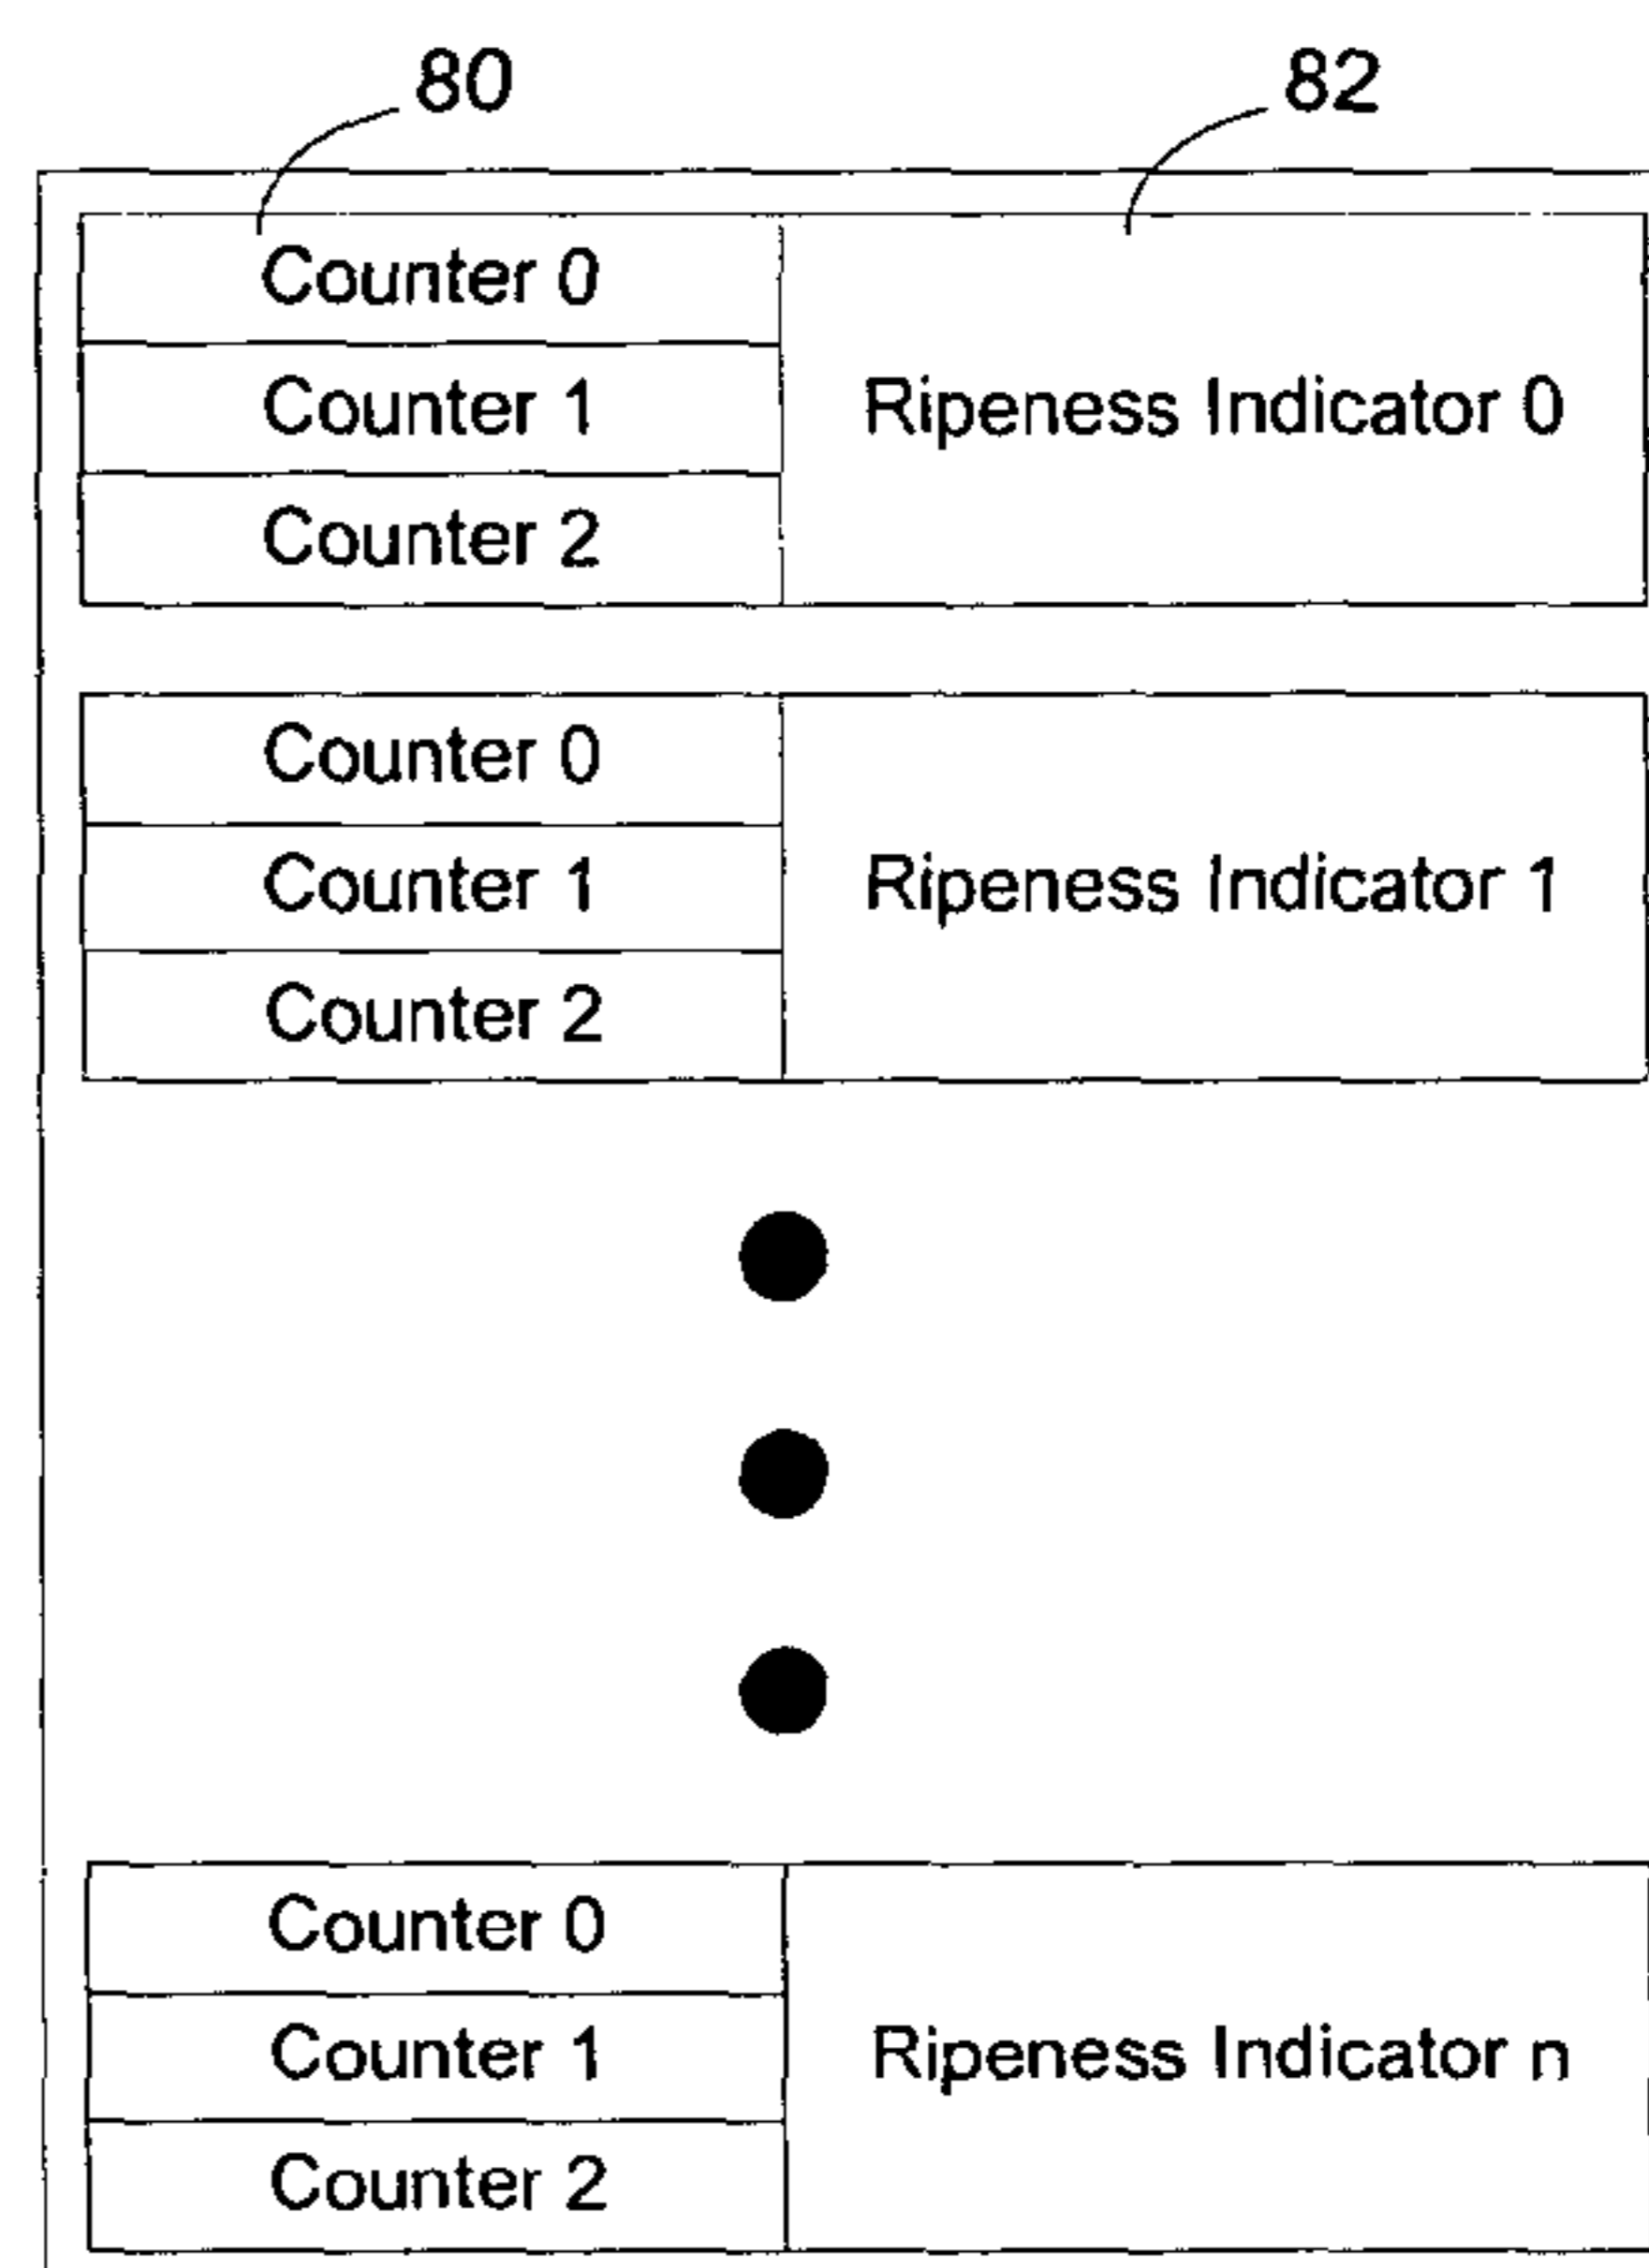 80 82
Counter 0
Counter 1 Ripeness Indicator 0
Counter 2
Counter 0
Counter 1 Ripeness Indicator 1
Counter 2
Counter 0
Counter 1 Ripeness Indicator n
Counter 2